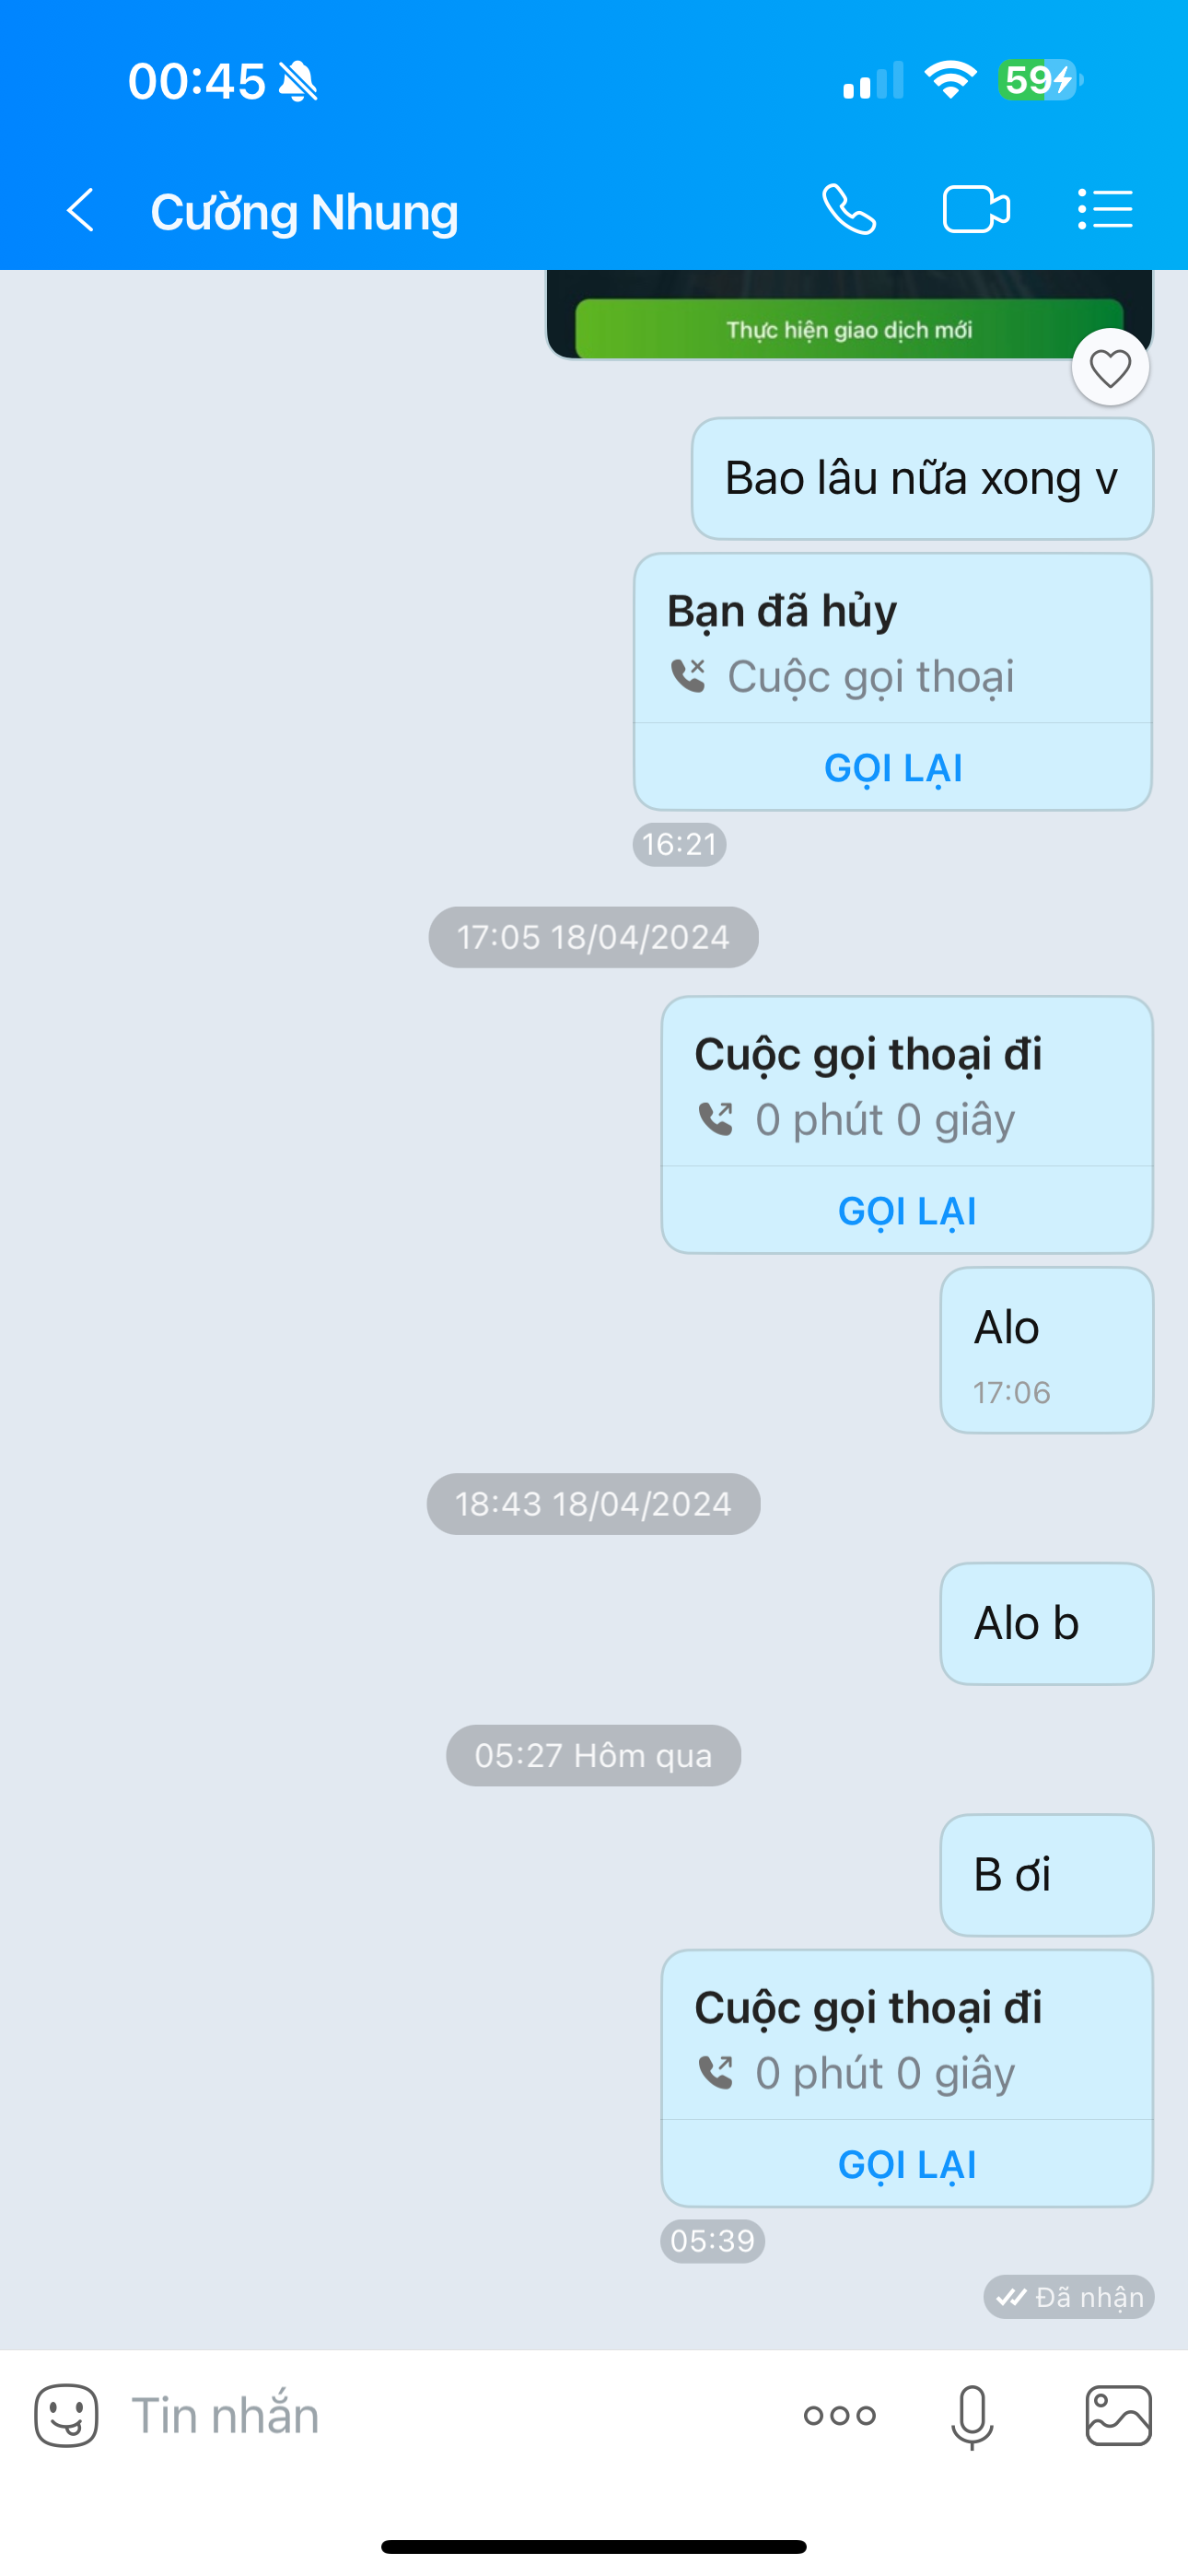 00:45
59
Cường Nhung
Thực hiện giao dịch mới
Bao lâu nữa xong v
Bạn đã hủy
Cuộc gọi thoại
GỌI LẠI
16:21
17:05 18/04/2024
Cuộc gọi thoại đi
0 phút 0 giây
GỌI LẠI
Alo
17:06
18:43 18/04/2024
Alo b
05:27 Hôm qua
B ơi
Cuộc gọi thoại đi
0 phút 0 giây
GỌI LẠI
05:39
Đã nhận
Tin nhắn